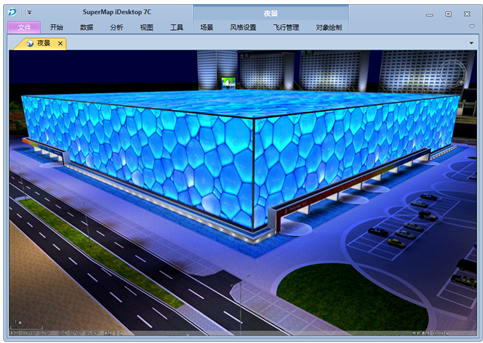 SuperMap iDesktop 7C
夜景
文件 开始 数据 分析 视图 工具 场景 风格设置 飞行管理 对象绘制
夜景